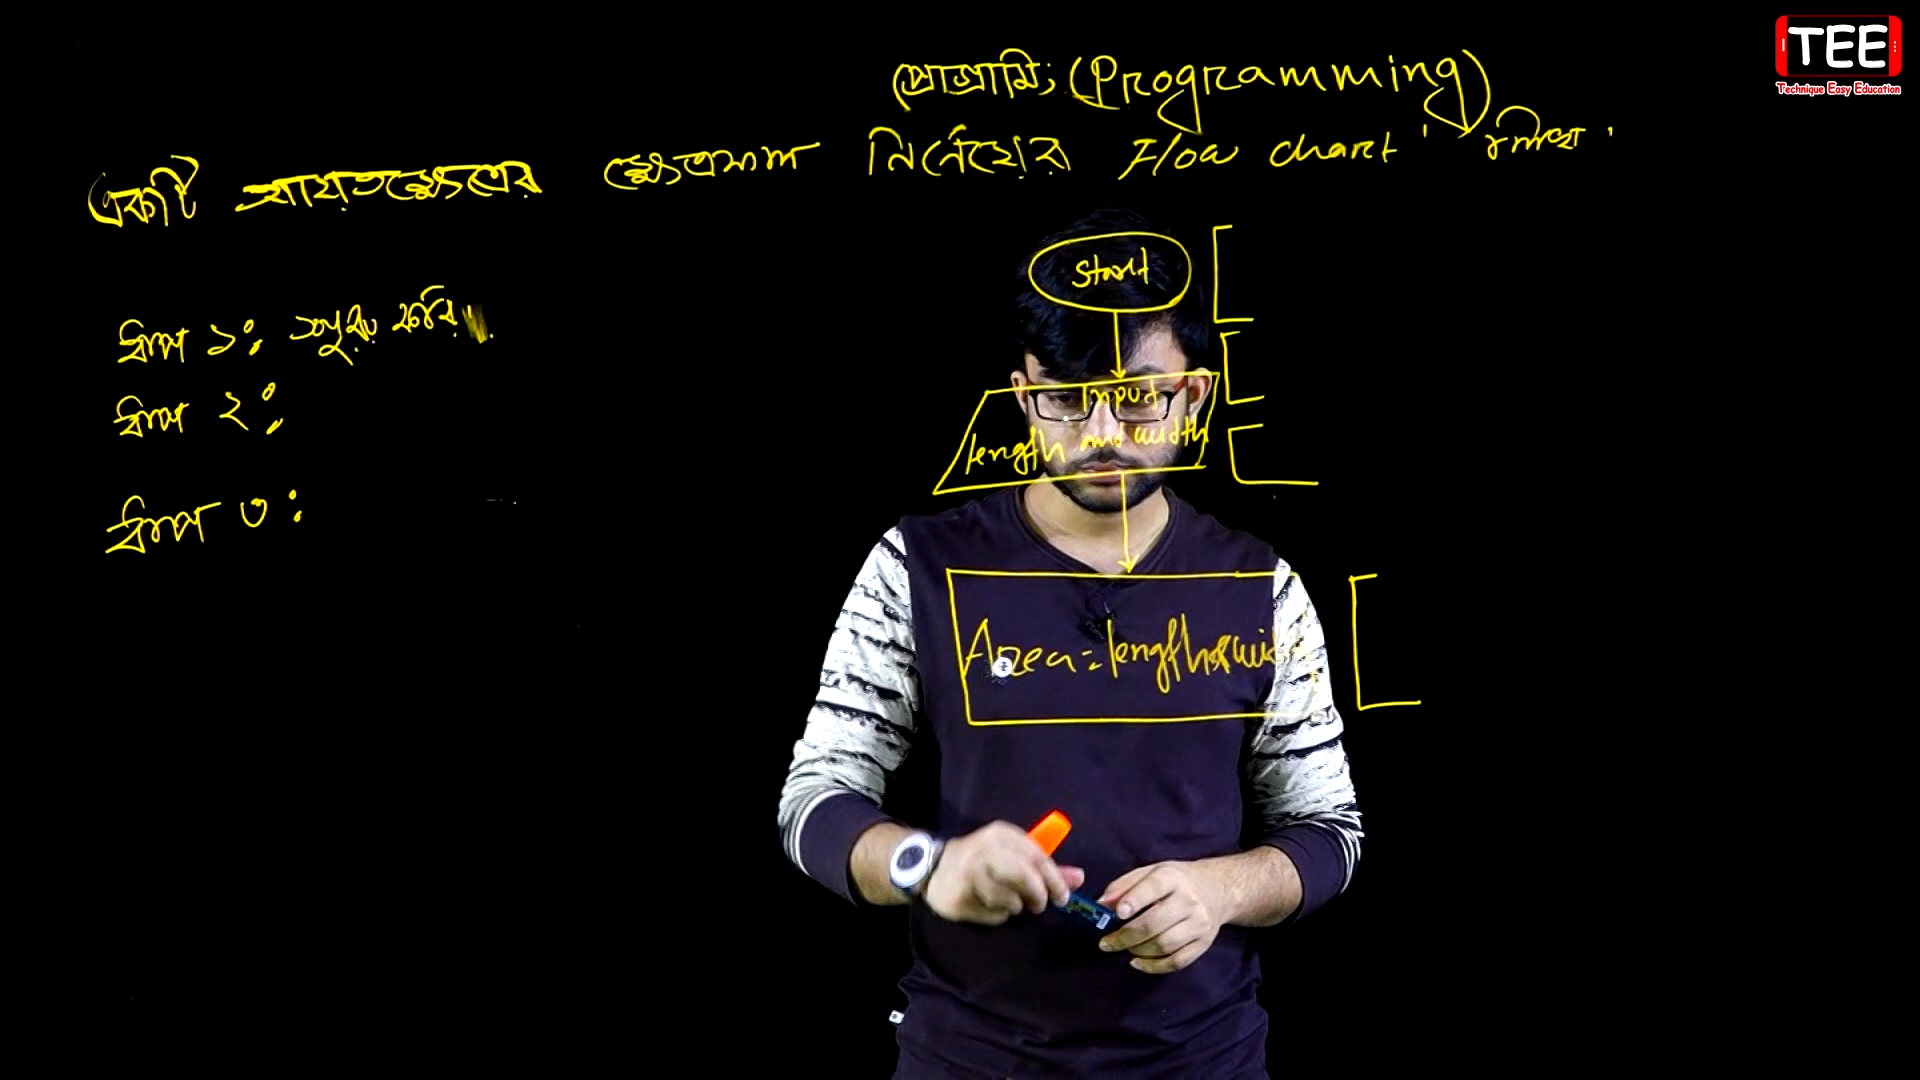 TEE
Technique Easy Education
প্রোগ্রামিং (Programming)
একটি আয়তক্ষেত্রের ক্ষেত্রফল নির্ণয়ের Flow chart লিখো
Start
ধাপ ১: শুরু করি।
Input
ধাপ ২:
length and width
ধাপ ৩:
Area = length *